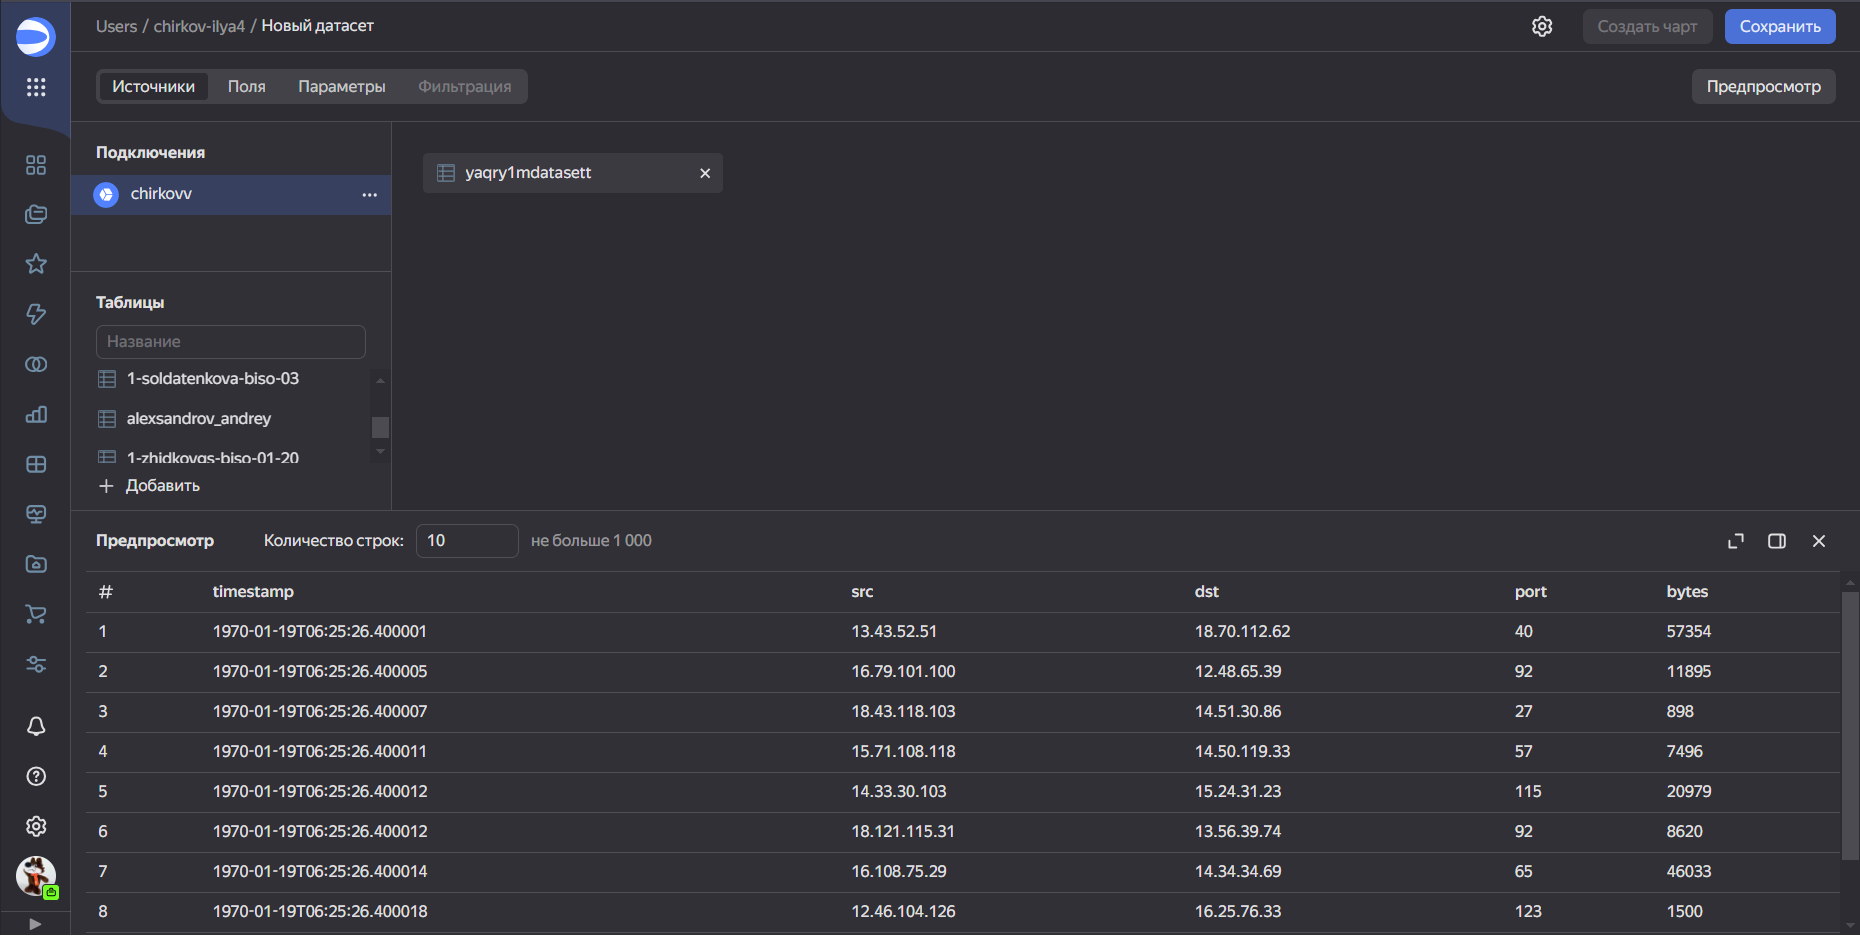 Users / chirkov-ilya4 / Новый датасет
Создать чарт
Сохранить
Источники Поля Параметры Фильтрация
Предпросмотр
Подключения
chirkovv
yaqry1mdatasett
Таблицы
Название
1-soldatenkova-biso-03
alexsandrov_andrey
1-zhidkovgs-biso-01-20
+ Добавить
Предпросмотр Количество строк: 10 не больше 1 000
# timestamp src dst port bytes
1 1970-01-19T06:25:26.400001 13.43.52.51 18.70.112.62 40 57354
2 1970-01-19T06:25:26.400005 16.79.101.100 12.48.65.39 92 11895
3 1970-01-19T06:25:26.400007 18.43.118.103 14.51.30.86 27 898
4 1970-01-19T06:25:26.400011 15.71.108.118 14.50.119.33 57 7496
5 1970-01-19T06:25:26.400012 14.33.30.103 15.24.31.23 115 20979
6 1970-01-19T06:25:26.400012 18.121.115.31 13.56.39.74 92 8620
7 1970-01-19T06:25:26.400014 16.108.75.29 14.34.34.69 65 46033
8 1970-01-19T06:25:26.400018 12.46.104.126 16.25.76.33 123 1500